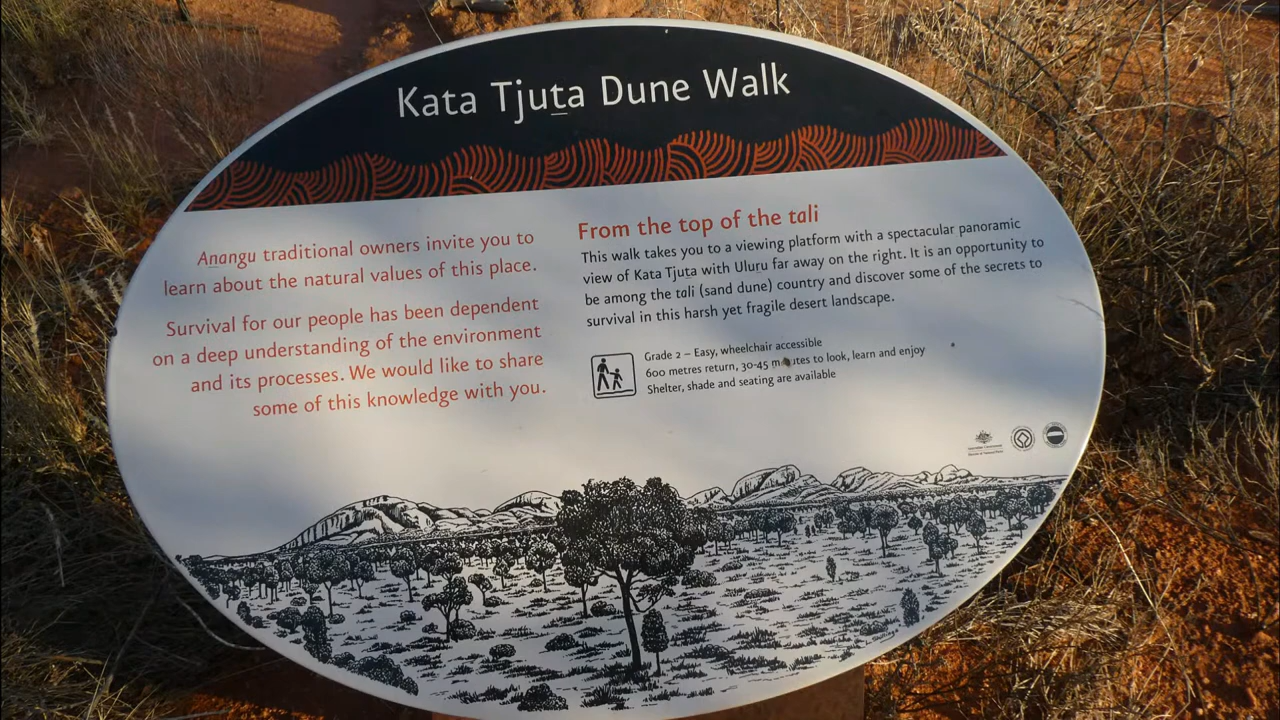 Kata Tjuṯa Dune Walk
Aṉangu traditional owners invite you to
learn about the natural values of this place.
Survival for our people has been dependent
on a deep understanding of the environment
and its processes. We would like to share
some of this knowledge with you.
From the top of the tali
This walk takes you to a viewing platform with a spectacular panoramic
view of Kata Tjuṯa with Uluṟu far away on the right. It is an opportunity to
be among the tali (sand dune) country and discover some of the secrets to
survival in this harsh yet fragile desert landscape.
Grade 2 – Easy, wheelchair accessible
600 metres return, 30-45 minutes to look, learn and enjoy
Shelter, shade and seating are available